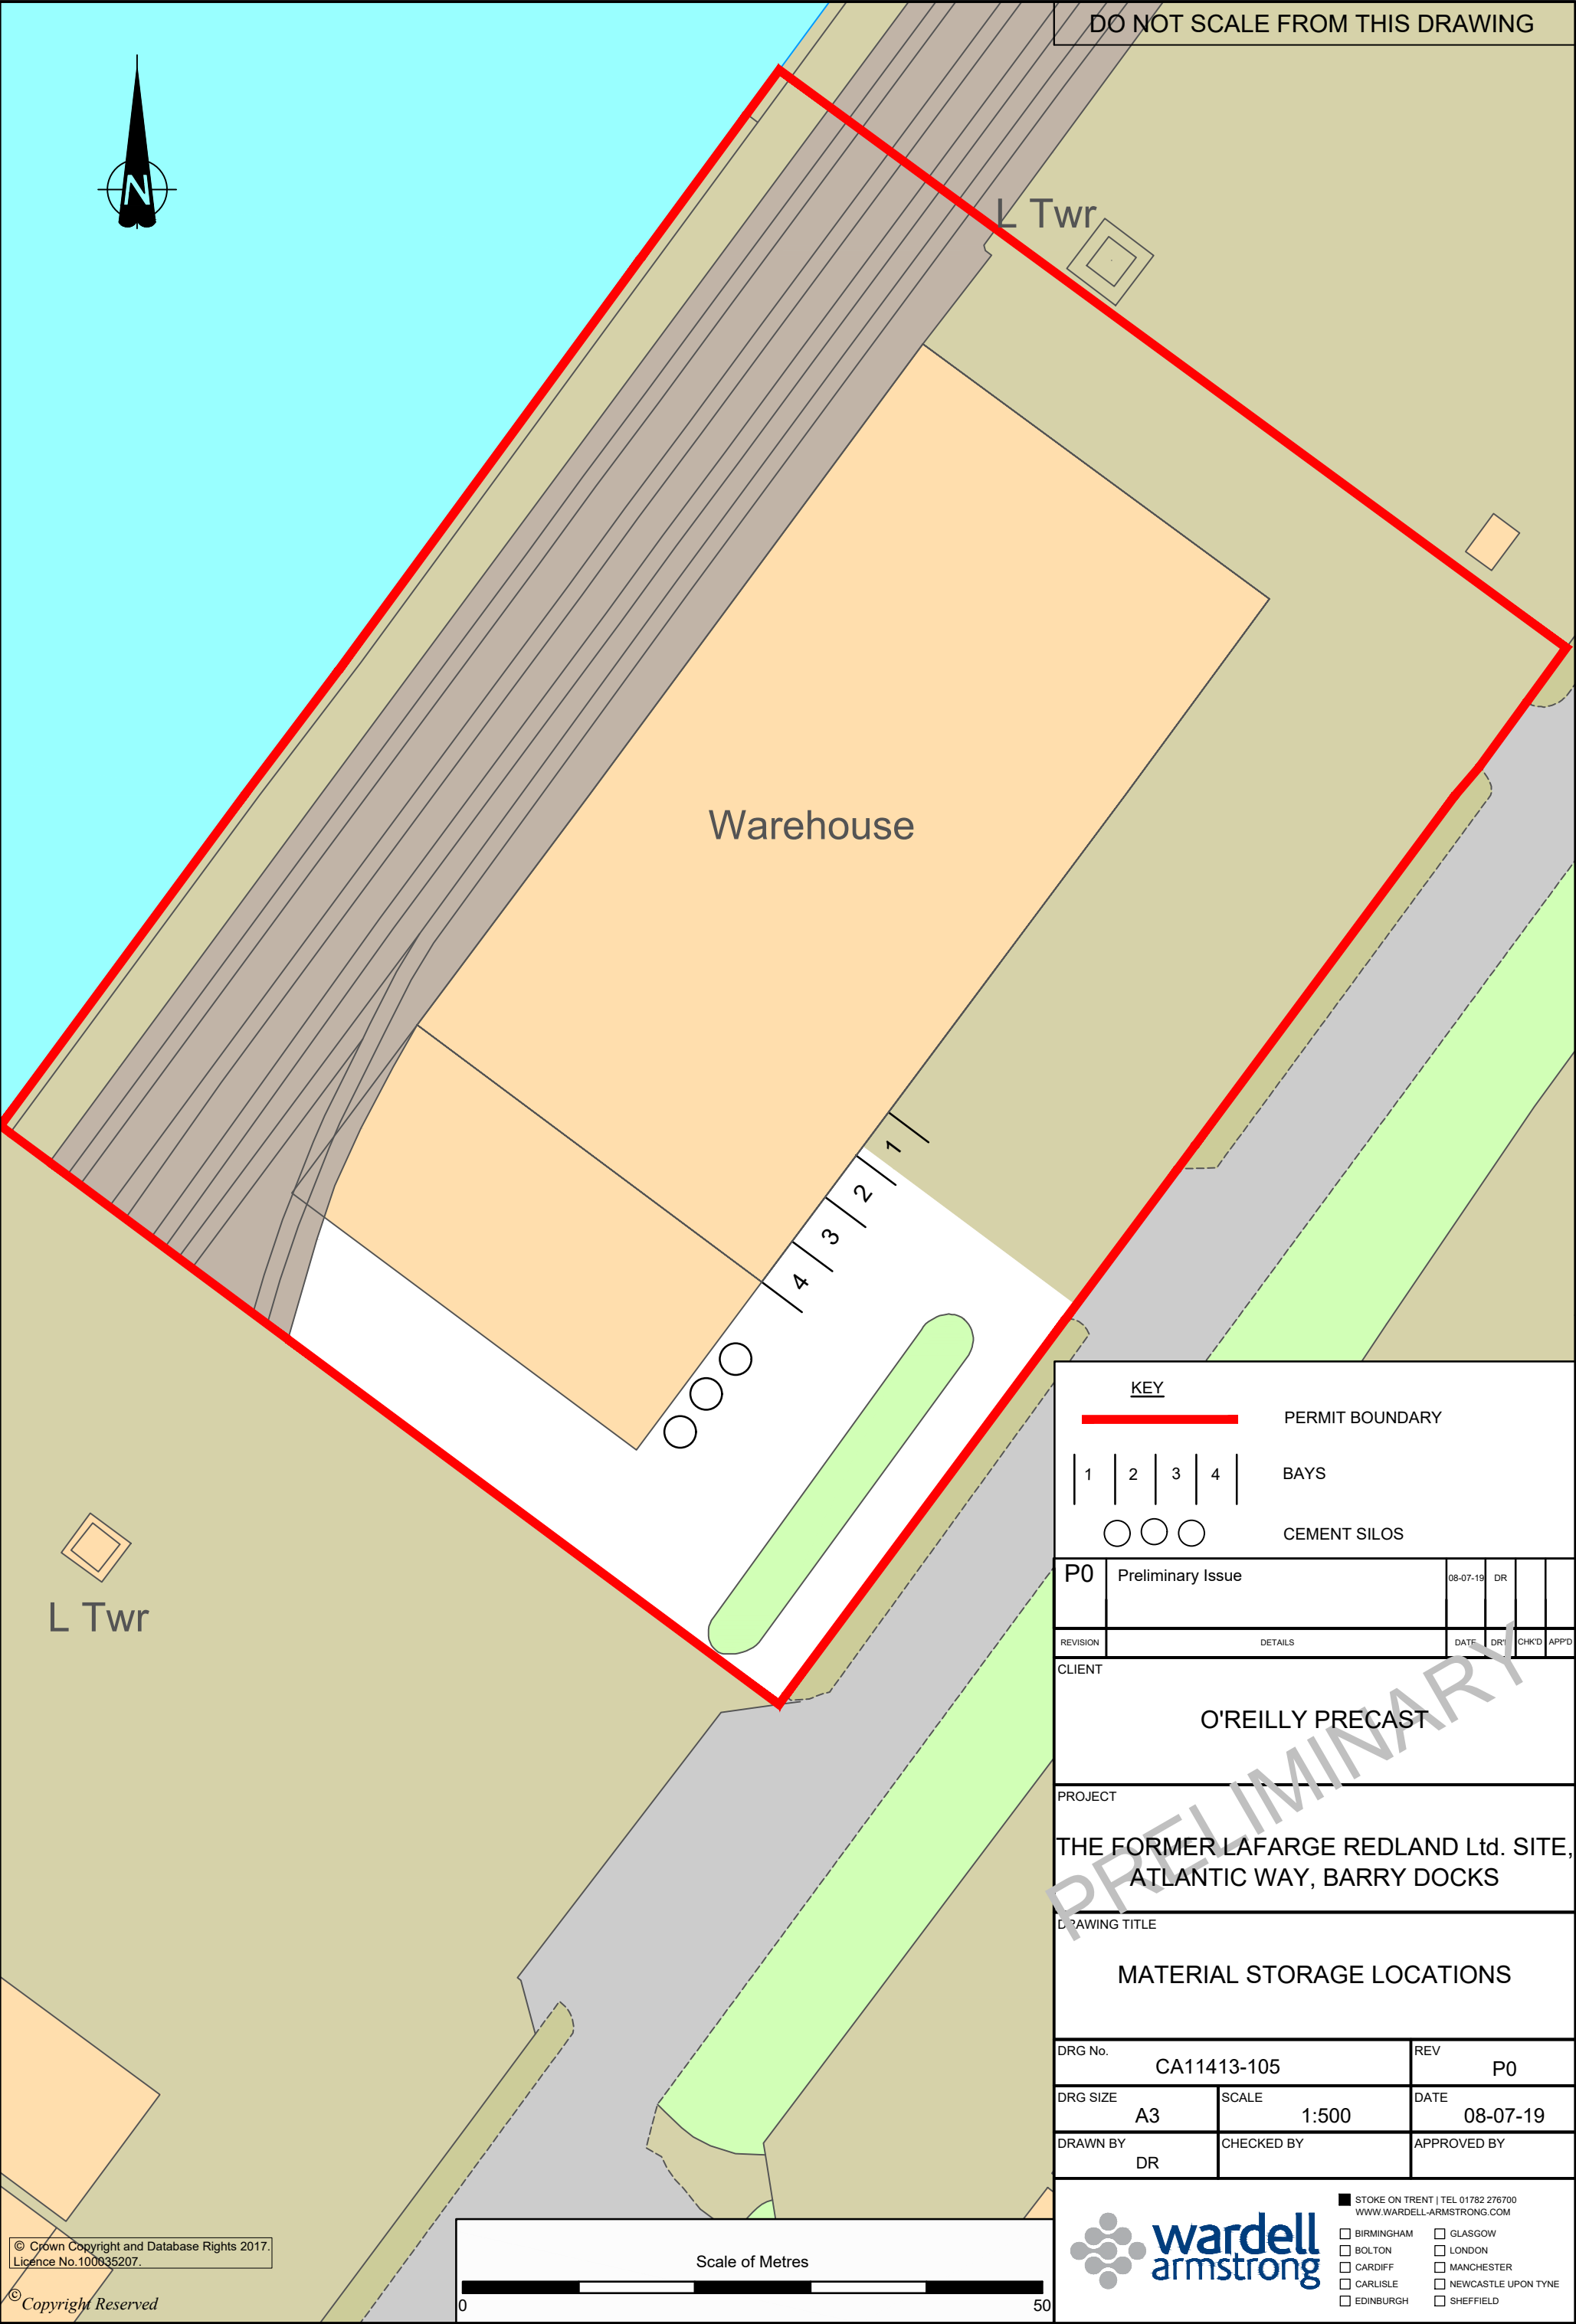 DO NOT SCALE FROM THIS DRAWING
N
L Twr
Warehouse
1
2
3
4
L Twr
KEY
PERMIT BOUNDARY
1 2 3 4 BAYS
CEMENT SILOS
P0 Preliminary Issue 08-07-19 DR
REVISION DETAILS DATE DR'N CHK'D APP'D
CLIENT
O'REILLY PRECAST
PRELIMINARY
PROJECT
THE FORMER LAFARGE REDLAND Ltd. SITE,
ATLANTIC WAY, BARRY DOCKS
DRAWING TITLE
MATERIAL STORAGE LOCATIONS
DRG No. REV
CA11413-105 P0
DRG SIZE SCALE DATE
A3 1:500 08-07-19
DRAWN BY CHECKED BY APPROVED BY
DR
wardell
armstrong
STOKE ON TRENT | TEL 01782 276700
WWW.WARDELL-ARMSTRONG.COM
BIRMINGHAM GLASGOW
BOLTON LONDON
CARDIFF MANCHESTER
CARLISLE NEWCASTLE UPON TYNE
EDINBURGH SHEFFIELD
Scale of Metres
0 50
© Crown Copyright and Database Rights 2017.
Licence No.100035207.
© Copyright Reserved